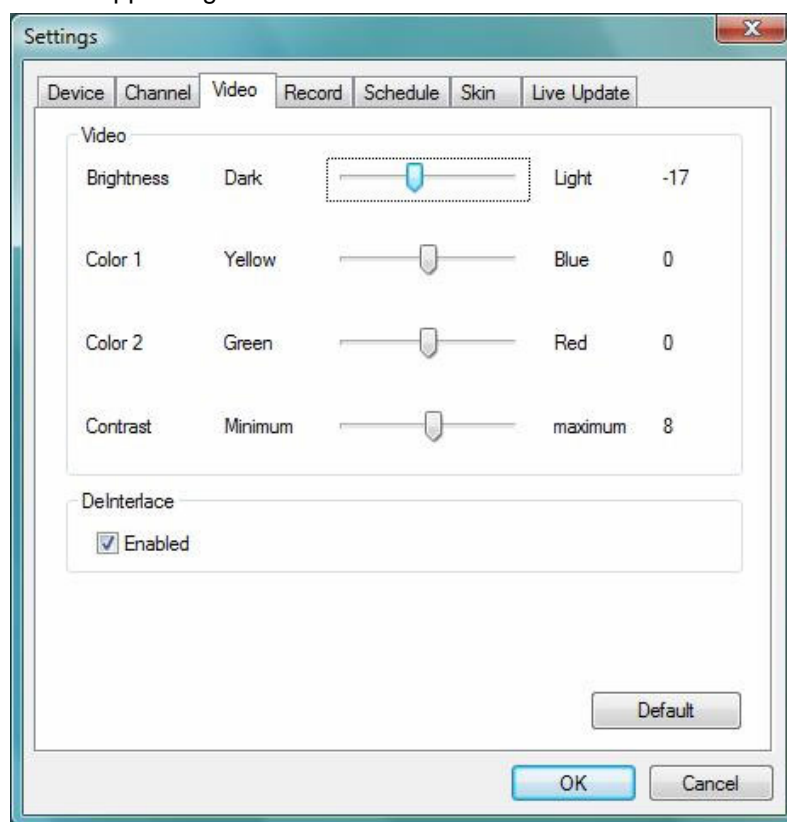 Settings
Device Channel Video Record Schedule Skin Live Update
Video
Brightness Dark Light -17
Color 1 Yellow Blue 0
Color 2 Green Red 0
Contrast Minimum maximum 8
DeInterlace
Enabled
Default
OK Cancel